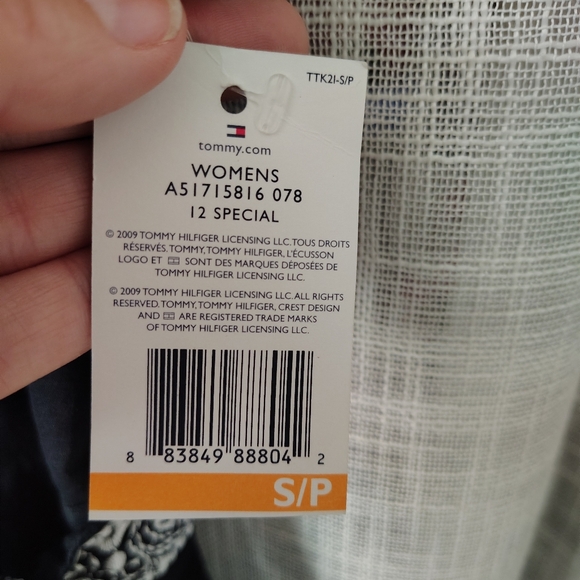 TTK21-S/P
tommy.com
WOMENS
A51715816 078
12 SPECIAL
© 2009 TOMMY HILFIGER LICENSING LLC. TOUS DROITS
RÉSERVÉS. TOMMY, TOMMY HILFIGER, L'ÉCUSSON
LOGO ET SONT DES MARQUES DÉPOSÉES DE
TOMMY HILFIGER LICENSING LLC.
© 2009 TOMMY HILFIGER LICENSING LLC. ALL RIGHTS
RESERVED. TOMMY, TOMMY HILFIGER, CREST DESIGN
AND ARE REGISTERED TRADE MARKS
OF TOMMY HILFIGER LICENSING LLC.
8 83849 88804 2
S/P